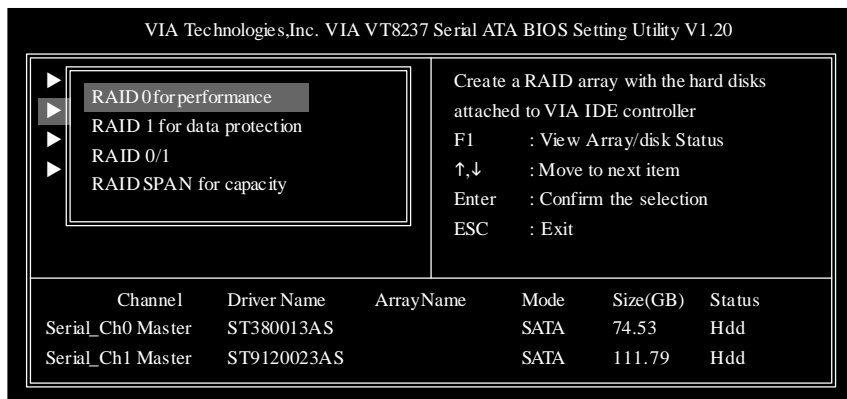 VIA Technologies,Inc. VIA VT8237 Serial ATA BIOS Setting Utility V1.20
RAID 0 for performance
RAID 1 for data protection
RAID 0/1
RAID SPAN for capacity
Create a RAID array with the hard disks
attached to VIA IDE controller
F1 : View Array/disk Status
↑,↓ : Move to next item
Enter : Confirm the selection
ESC : Exit
Channel Driver Name ArrayName Mode Size(GB) Status
Serial_Ch0 Master ST380013AS SATA 74.53 Hdd
Serial_Ch1 Master ST9120023AS SATA 111.79 Hdd